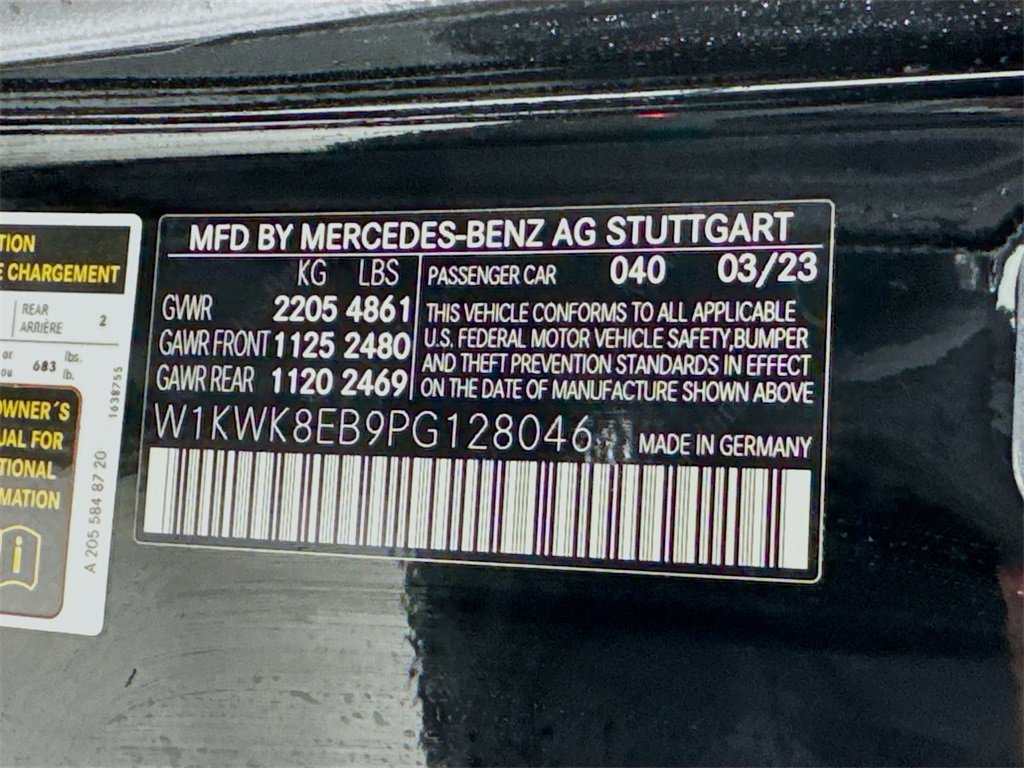 TION
E CHARGEMENT
REAR
ARRIÈRE 2
or
ou 683 lbs.
lb.
OWNER´S
UAL FOR
TIONAL
MATION
A 205 584 87 20
1638755
MFD BY MERCEDES-BENZ AG STUTTGART
KG LBS
GVWR 2205 4861
GAWR FRONT 1125 2480
GAWR REAR 1120 2469
PASSENGER CAR 040 03/23
THIS VEHICLE CONFORMS TO ALL APPLICABLE
U.S. FEDERAL MOTOR VEHICLE SAFETY,BUMPER
AND THEFT PREVENTION STANDARDS IN EFFECT
ON THE DATE OF MANUFACTURE SHOWN ABOVE
W1KWK8EB9PG128046
MADE IN GERMANY